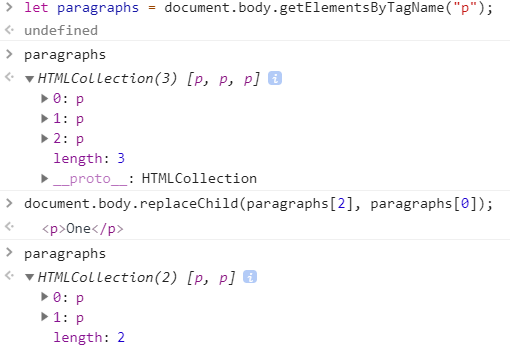 let paragraphs = document.body.getElementsByTagName("p");
undefined
paragraphs
HTMLCollection(3) [p, p, p]
0: p
1: p
2: p
length: 3
__proto__: HTMLCollection
document.body.replaceChild(paragraphs[2], paragraphs[0]);
<p>One</p>
paragraphs
HTMLCollection(2) [p, p]
0: p
1: p
length: 2